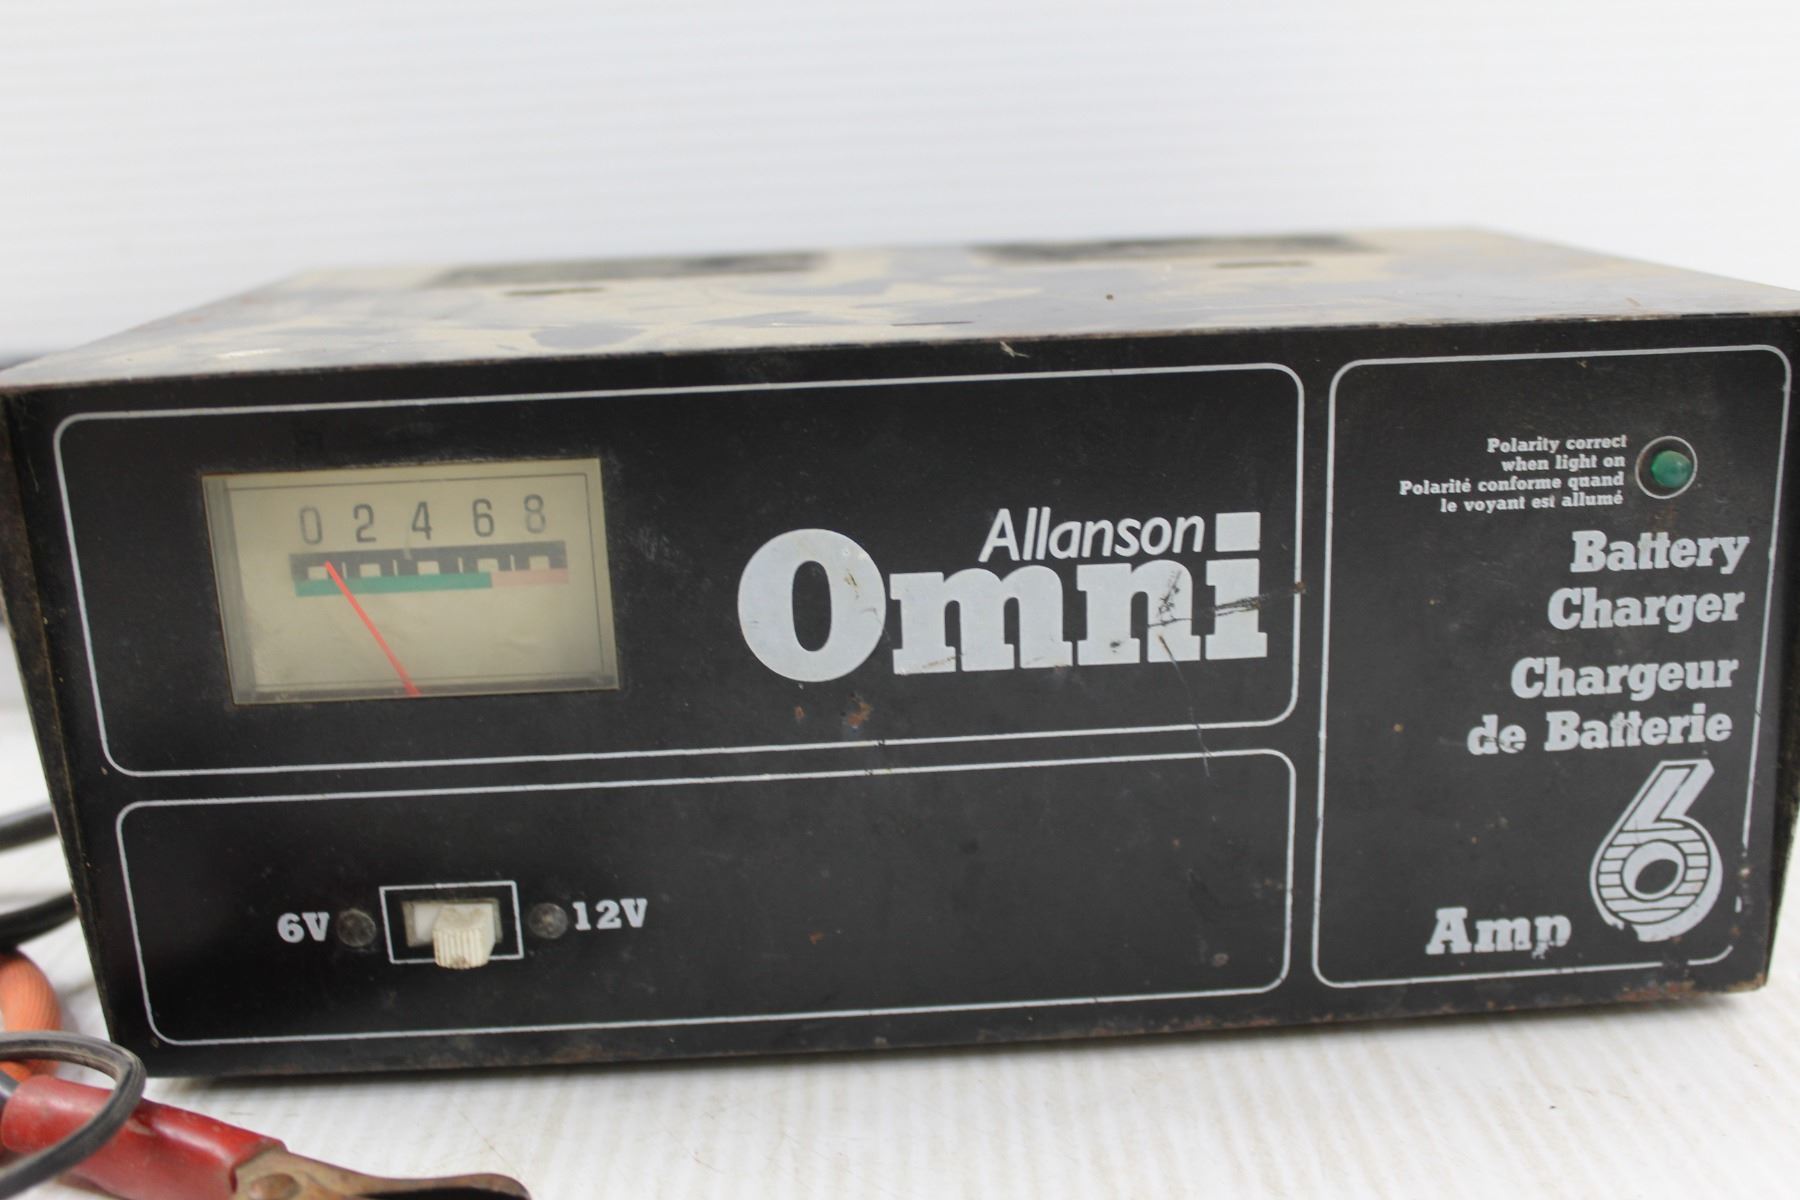 0 2 4 6 8
Allanson
Omni
6V
12V
Polarity correct
when light on
Polarité conforme quand
le voyant est allumé
Battery
Charger
Chargeur
de Batterie
6
Amp